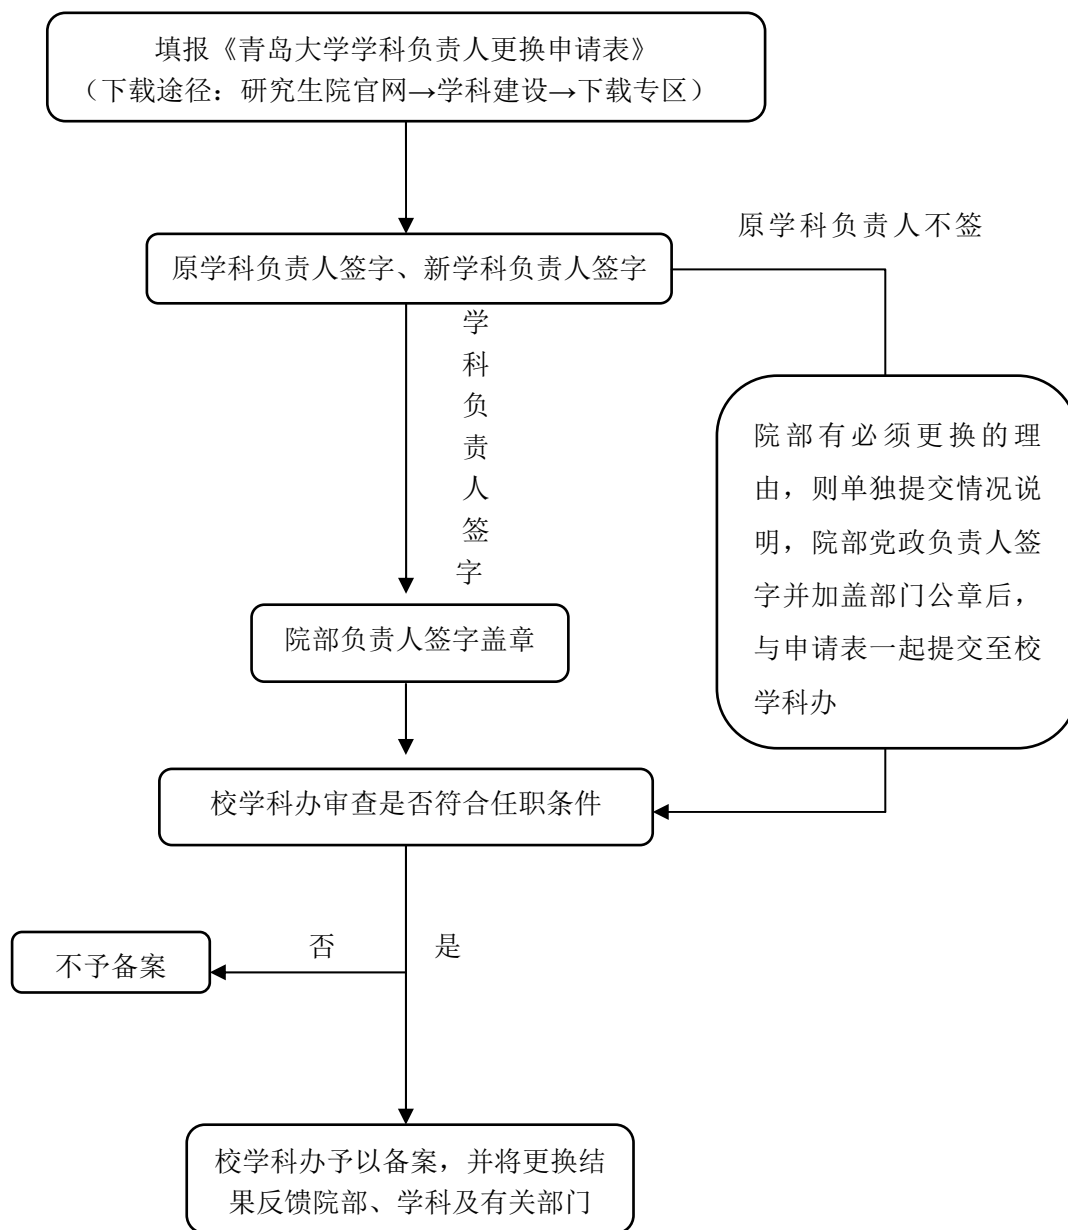 填报《青岛大学学科负责人更换申请表》
（下载途径：研究生院官网→学科建设→下载专区）
原学科负责人不签
原学科负责人签字、新学科负责人签字
学
科
负
责
人
签
字
院部有必须更换的理
由，则单独提交情况说
明，院部党政负责人签
字并加盖部门公章后，
与申请表一起提交至校
学科办
院部负责人签字盖章
校学科办审查是否符合任职条件
否
是
不予备案
校学科办予以备案，并将更换结
果反馈院部、学科及有关部门